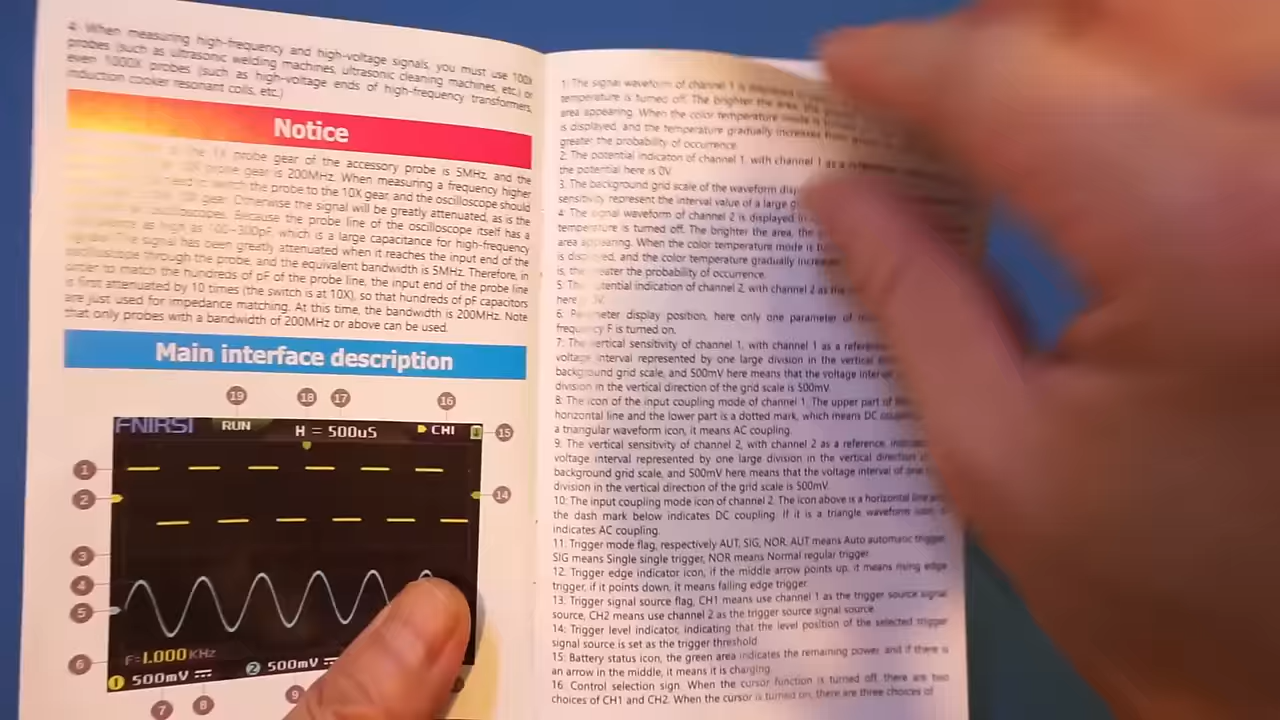 4: When measuring high-frequency and high-voltage signals, you must use 100x
probes (such as ultrasonic welding machines, ultrasonic cleaning machines, etc.) or
even 1000X probes (such as high-voltage ends of high-frequency transformers,
induction cooker resonant coils, etc.)
Notice
the 1X probe gear of the accessory probe is 5MHz, and the
probe gear is 200MHz. When measuring a frequency higher
need to switch the probe to the 10X gear, and the oscilloscope should
gear. Otherwise the signal will be greatly attenuated, as is the
oscilloscopes. Because the probe line of the oscilloscope itself has a
as high as 100~300pF, which is a large capacitance for high-frequency
signal has been greatly attenuated when it reaches the input end of the
oscilloscope through the probe, and the equivalent bandwidth is 5MHz. Therefore, in
order to match the hundreds of pF of the probe line, the input end of the probe line
is first attenuated by 10 times (the switch is at 10X), so that hundreds of pF capacitors
are just used for impedance matching. At this time, the bandwidth is 200MHz. Note
that only probes with a bandwidth of 200MHz or above can be used.
Main interface description
19 18 17 16
FNIRSI RUN H = 500uS CH1 15
1
2 14
3
4
5
6 F=1.000KHz
1 500mV 2 500mV
7 8 9
1: The signal waveform of channel 1 is displayed
temperature is turned off. The brighter the area, the
area appearing. When the color temperature mode is
is displayed, and the temperature gradually increases from
greater the probability of occurrence.
2: The potential indicaton of channel 1, with channel 1 as a reference
the potential here is 0V.
3. The background grid scale of the waveform
sensitivity represent the interval value of a large
4: The signal waveform of channel 2 is displayed in
temperature is turned off. The brighter the area, the
area appearing. When the color temperature mode is
is displayed, and the color temperature gradually
is, the greater the probability of occurrence.
5: The potential indication of channel 2, with channel 2 as the
here 0V.
6. Parameter display position, here only one parameter of
frequency F is turned on.
7: The vertical sensitivity of channel 1, with channel 1 as a reference
voltage interval represented by one large division in the vertical
background grid scale, and 500mV here means that the voltage interval
division in the vertical direction of the grid scale is 500mV.
8: The icon of the input coupling mode of channel 1. The upper part of
horizontal line and the lower part is a dotted mark, which means DC
a triangular waveform icon, it means AC coupling.
9: The vertical sensitivity of channel 2, with channel 2 as a reference,
voltage interval represented by one large division in the vertical direction
background grid scale, and 500mV here means that the voltage interval of one
division in the vertical direction of the grid scale is 500mV.
10: The input coupling mode icon of channel 2. The icon above is a horizontal line and
the dash mark below indicates DC coupling. If it is a triangle waveform icon,
indicates AC coupling.
11: Trigger mode flag, respectively AUT, SIG, NOR. AUT means Auto automatic trigger,
SIG means Single single trigger, NOR means Normal regular trigger.
12. Trigger edge indicator icon, if the middle arrow points up, it means rising edge
trigger, if it points down, it means falling edge trigger.
13. Trigger signal source flag, CH1 means use channel 1 as the trigger source signal
source, CH2 means use channel 2 as the trigger source signal source.
14: Trigger level indicator, indicating that the level position of the selected trigger
signal source is set as the trigger threshold.
15: Battery status icon, the green area indicates the remaining power, and if there is
an arrow in the middle, it means it is charging.
16: Control selection sign. When the cursor function is turned off, there are two
choices of CH1 and CH2. When the cursor is turned on, there are three choices of